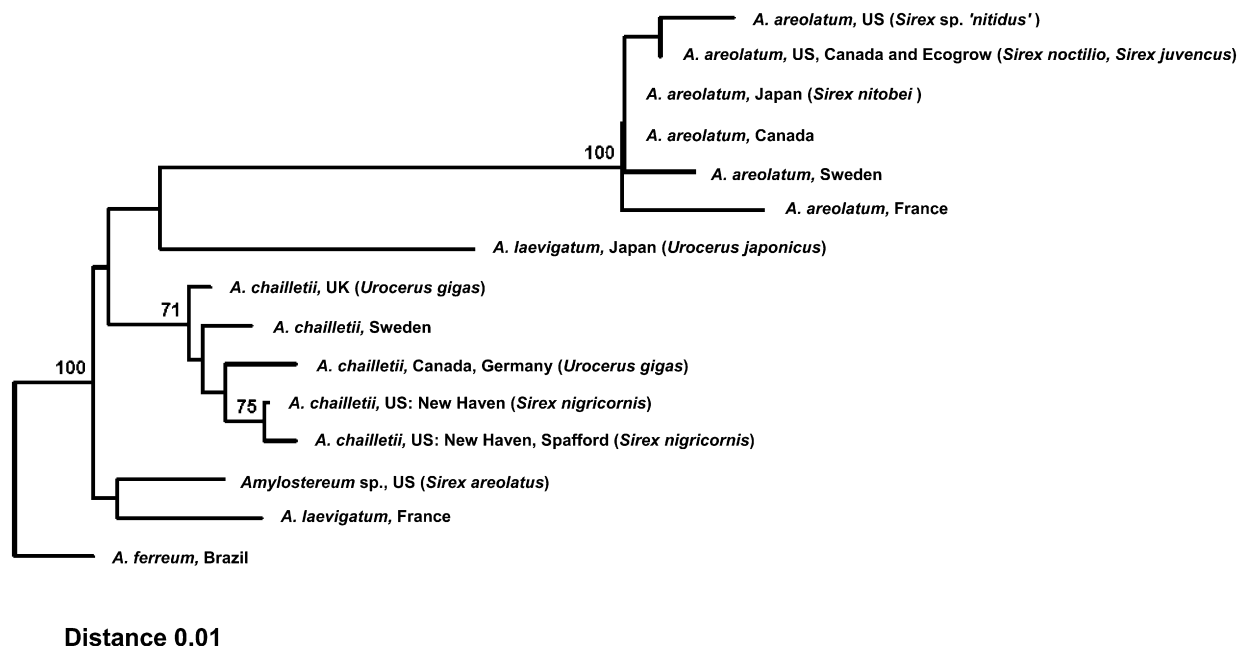 A. areolatum, US (Sirex sp. 'nitidus' )
A. areolatum, US, Canada and Ecogrow (Sirex noctilio, Sirex juvencus)
A. areolatum, Japan (Sirex nitobei )
A. areolatum, Canada
100
A. areolatum, Sweden
A. areolatum, France
A. laevigatum, Japan (Urocerus japonicus)
A. chailletii, UK (Urocerus gigas)
71
A. chailletii, Sweden
A. chailletii, Canada, Germany (Urocerus gigas)
100
75
A. chailletii, US: New Haven (Sirex nigricornis)
A. chailletii, US: New Haven, Spafford (Sirex nigricornis)
Amylostereum sp., US (Sirex areolatus)
A. laevigatum, France
A. ferreum, Brazil
Distance 0.01